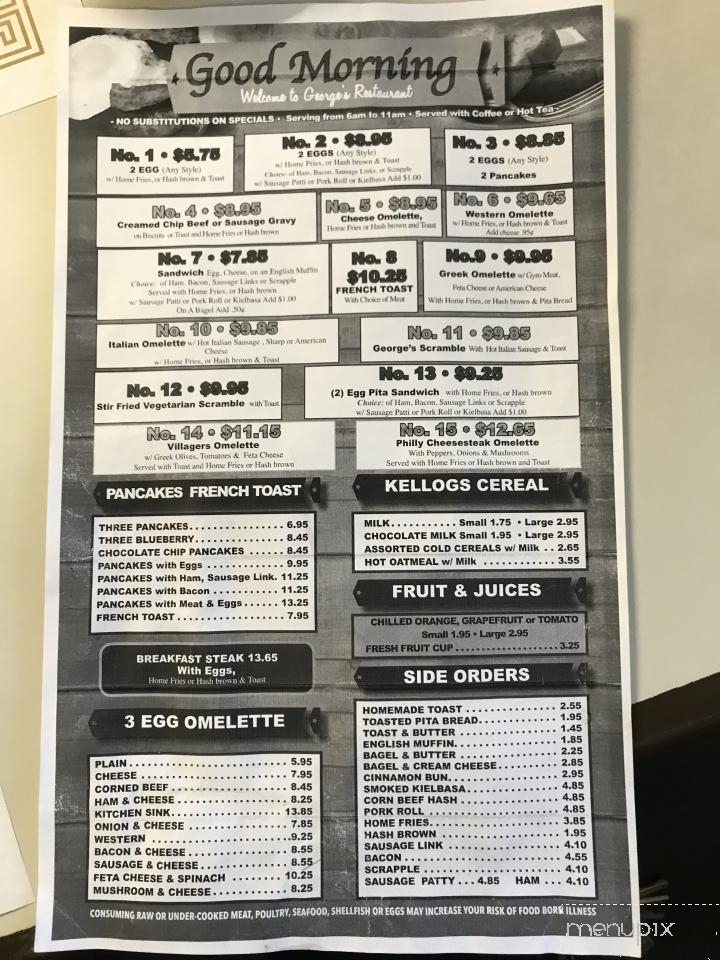 Good Morning
Welcome to George's Restaurant
- NO SUBSTITUTIONS ON SPECIALS • Serving from 6am to 11am • Served with Coffee or Hot Tea -
No. 1 • $5.75
2 EGG (Any Style)
w/ Home Fries, or Hash brown & Toast
No. 2 • $8.95
2 EGGS (Any Style)
w/ Home Fries, or Hash brown & Toast
Choice: of Ham, Bacon, Sausage Links, or Scrapple
w/ Sausage Patti or Pork Roll or Kielbasa Add $1.00
No. 3 • $8.85
2 EGGS (Any Style)
2 Pancakes
No. 4 • $8.95
Creamed Chip Beef or Sausage Gravy
on Biscuits or Toast and Home Fries or Hash brown
No. 5 • $8.95
Cheese Omelette,
Home Fries or Hash brown and Toast
No. 6 • $9.65
Western Omelette
w/ Home Fries, or Hash brown & Toast
Add cheese .95¢
No. 7 • $7.85
Sandwich Egg, Cheese, on an English Muffin
Choice: of Ham, Bacon, Sausage Links or Scrapple
Served with Home Fries, or Hash brown
w/ Sausage Patti or Pork Roll or Kielbasa Add $1.00
On A Bagel Add .50¢
No. 8
$10.25
FRENCH TOAST
With Choice of Meat
No.9 • $9.95
Greek Omelette w/ Gyro Meat,
Feta Cheese or American Cheese
With Home Fries, or Hash brown & Pita Bread
No. 10 • $9.85
Italian Omelette w/ Hot Italian Sausage , Sharp or American
Cheese
w/ Home Fries, or Hash brown & Toast
No. 11 • $9.85
George's Scramble With Hot Italian Sausage & Toast
No. 12 • $9.95
Stir Fried Vegetarian Scramble with Toast
No. 13 • $9.25
(2) Egg Pita Sandwich with Home Fries, or Hash brown
Choice: of Ham, Bacon, Sausage Links or Scrapple
w/ Sausage Patti or Pork Roll or Kielbasa Add $1.00
No. 14 • $11.15
Villagers Omelette
w/ Greek Olives, Tomatoes & Feta Cheese
Served with Toast and Home Fries or Hash brown
No. 15 • $12.65
Philly Cheesesteak Omelette
With Peppers, Onions & Mushrooms
Served with Home Fries or Hash brown and Toast
PANCAKES FRENCH TOAST
THREE PANCAKES.................... 6.95
THREE BLUEBERRY.................. 8.45
CHOCOLATE CHIP PANCAKES ...... 8.45
PANCAKES with Eggs ................ 9.95
PANCAKES with Ham, Sausage Link. 11.25
PANCAKES with Bacon ............. 11.25
PANCAKES with Meat & Eggs...... 13.25
FRENCH TOAST ...................... 7.95
BREAKFAST STEAK 13.65
With Eggs,
Home Fries or Hash brown & Toast
3 EGG OMELETTE
PLAIN ............................ 5.95
CHEESE .......................... 7.95
CORNED BEEF .................... 8.45
HAM & CHEESE ................... 8.25
KITCHEN SINK................... 13.85
ONION & CHEESE ................. 7.85
WESTERN ........................ 9.25
BACON & CHEESE ................. 8.55
SAUSAGE & CHEESE ............... 8.55
FETA CHEESE & SPINACH ......... 10.25
MUSHROOM & CHEESE.............. 8.25
KELLOGS CEREAL
MILK........... Small 1.75 • Large 2.95
CHOCOLATE MILK Small 1.95 • Large 2.95
ASSORTED COLD CEREALS w/ Milk .. 2.65
HOT OATMEAL w/ Milk ............ 3.55
FRUIT & JUICES
CHILLED ORANGE, GRAPEFRUIT or TOMATO
Small 1.95 • Large 2.95
FRESH FRUIT CUP ....................3.25
SIDE ORDERS
HOMEMADE TOAST ................ 2.55
TOASTED PITA BREAD............. 1.95
TOAST & BUTTER ................. 1.45
ENGLISH MUFFIN................. 1.85
BAGEL & BUTTER ................. 2.25
BAGEL & CREAM CHEESE........... 2.85
CINNAMON BUN................... 2.95
SMOKED KIELBASA................ 4.85
CORN BEEF HASH ................ 4.85
PORK ROLL ..................... 4.85
HOME FRIES..................... 3.85
HASH BROWN .................... 1.95
SAUSAGE LINK .................. 4.10
BACON ......................... 4.55
SCRAPPLE ...................... 4.10
SAUSAGE PATTY ... 4.85 HAM ... 4.10
CONSUMING RAW OR UNDER-COOKED MEAT, POULTRY, SEAFOOD, SHELLFISH OR EGGS MAY INCREASE YOUR RISK OF FOOD BORN ILLNESS
menupix